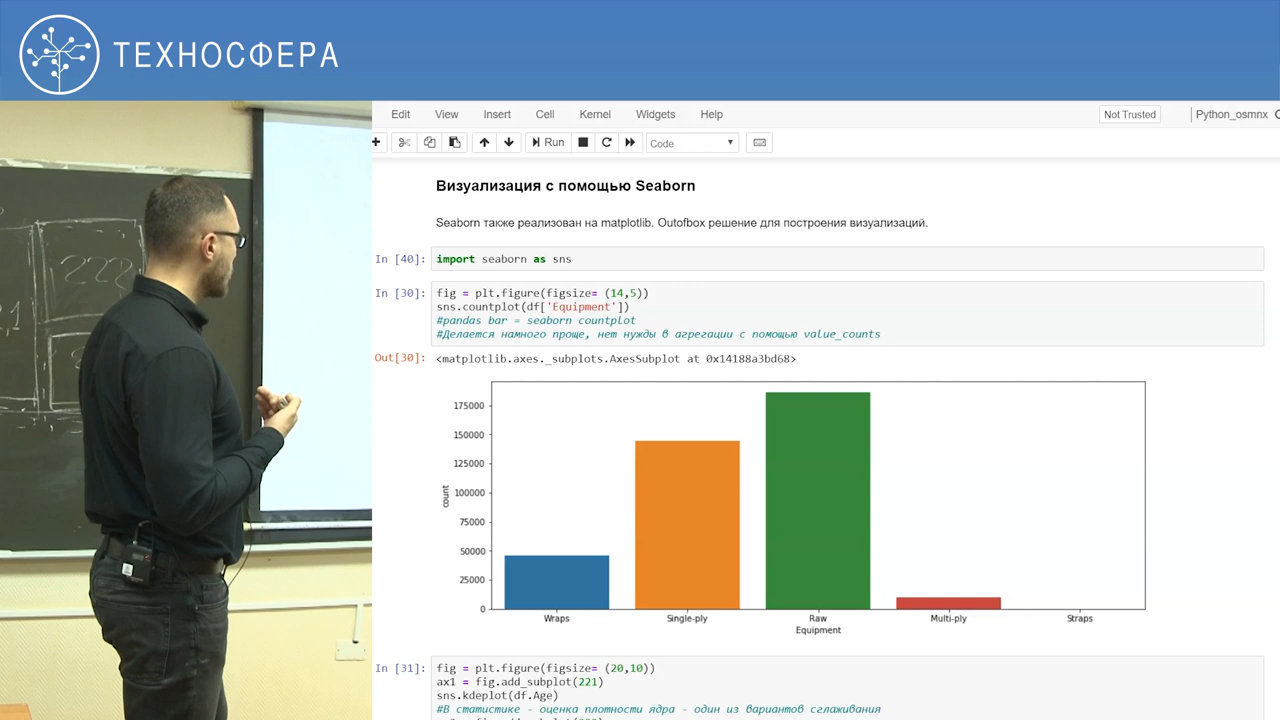 ТЕХНОСФЕРА
Edit View Insert Cell Kernel Widgets Help
Not Trusted
Python_osmnx
Run
Code
Визуализация с помощью Seaborn
Seaborn также реализован на matplotlib. Outofbox решение для построения визуализаций.
In [40]: import seaborn as sns
In [30]: fig = plt.figure(figsize= (14,5))
sns.countplot(df['Equipment'])
#pandas bar = seaborn countplot
#Делается намного проще, нет нужды в агрегации с помощью value_counts
Out[30]: <matplotlib.axes._subplots.AxesSubplot at 0x14188a3bd68>
175000
150000
125000
100000
75000
50000
25000
0
count
Wraps Single-ply Raw Multi-ply Straps
Equipment
In [31]: fig = plt.figure(figsize= (20,10))
ax1 = fig.add_subplot(221)
sns.kdeplot(df.Age)
#В статистике - оценка плотности ядра - один из вариантов сглаживания
222